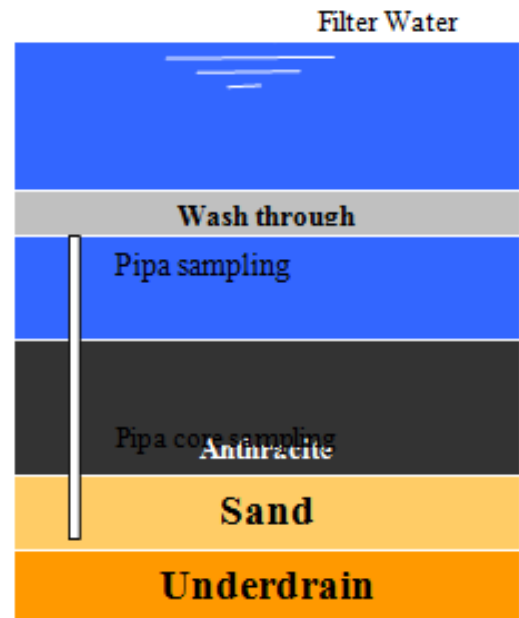 Filter Water
Wash through
Pipa sampling
Pipa core sampling
Anthracite
Sand
Underdrain